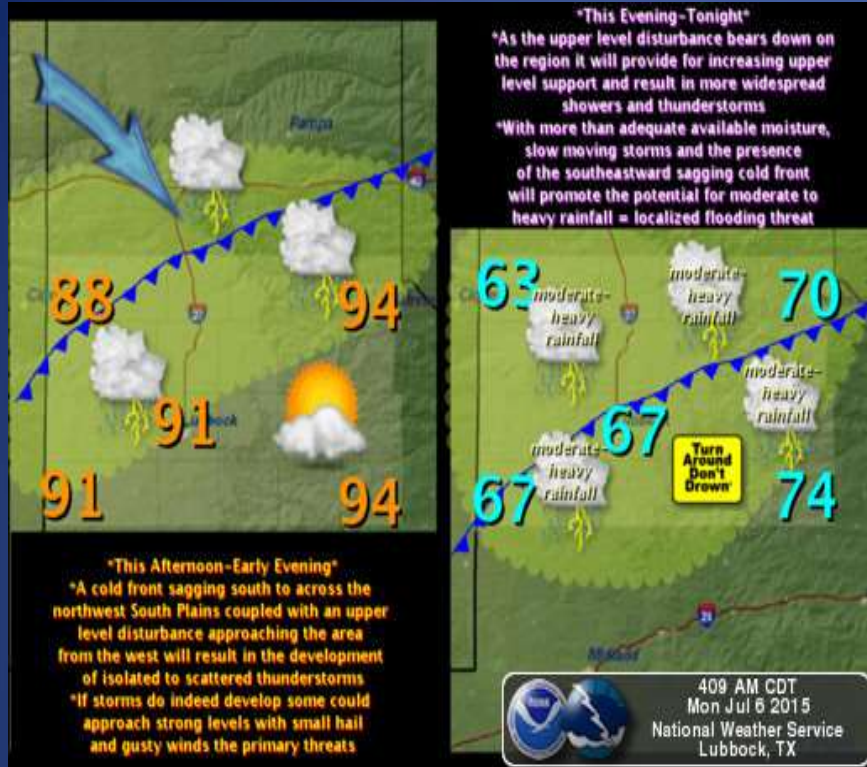 Pampa
40
88
94
27
91
Lubbock
91
94
*This Afternoon-Early Evening*
*A cold front sagging south to across the
northwest South Plains coupled with an upper
level disturbance approaching the area
from the west will result in the development
of isolated to scattered thunderstorms
*If storms do indeed develop some could
approach strong levels with small hail
and gusty winds the primary threats
*This Evening-Tonight*
*As the upper level disturbance bears down on
the region it will provide for increasing upper
level support and result in more widespread
showers and thunderstorms
*With more than adequate available moisture,
slow moving storms and the presence
of the southeastward sagging cold front
will promote the potential for moderate to
heavy rainfall = localized flooding threat
63
moderate-
heavy
rainfall
moderate-
heavy
rainfall
70
27
moderate-
heavy
rainfall
67
moderate-
heavy
rainfall
67
Turn
Around
Don't
Drown
74
20
Midland
NOAA
409 AM CDT
Mon Jul 6 2015
National Weather Service
Lubbock, TX